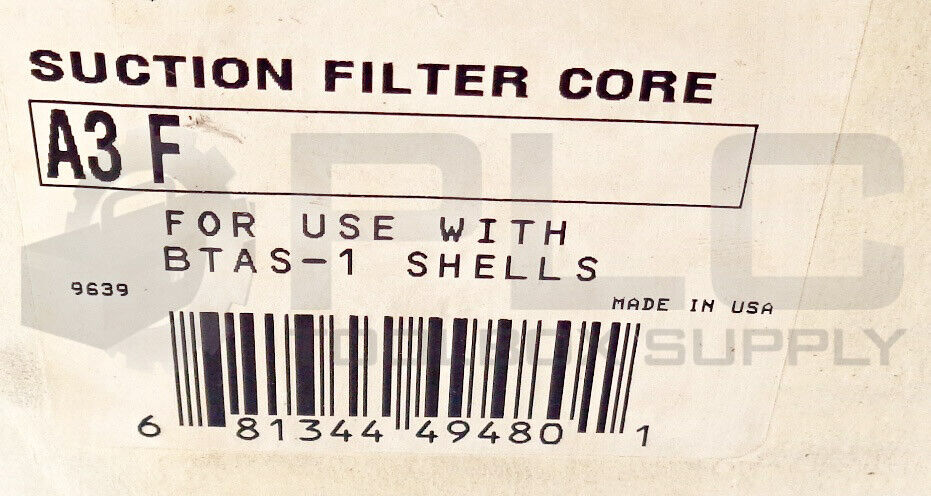 SUCTION FILTER CORE
A3 F
FOR USE WITH
BTAS-1 SHELLS
9639
MADE IN USA
6 81344 49480 1
PLC
TOOLBOX SUPPLY